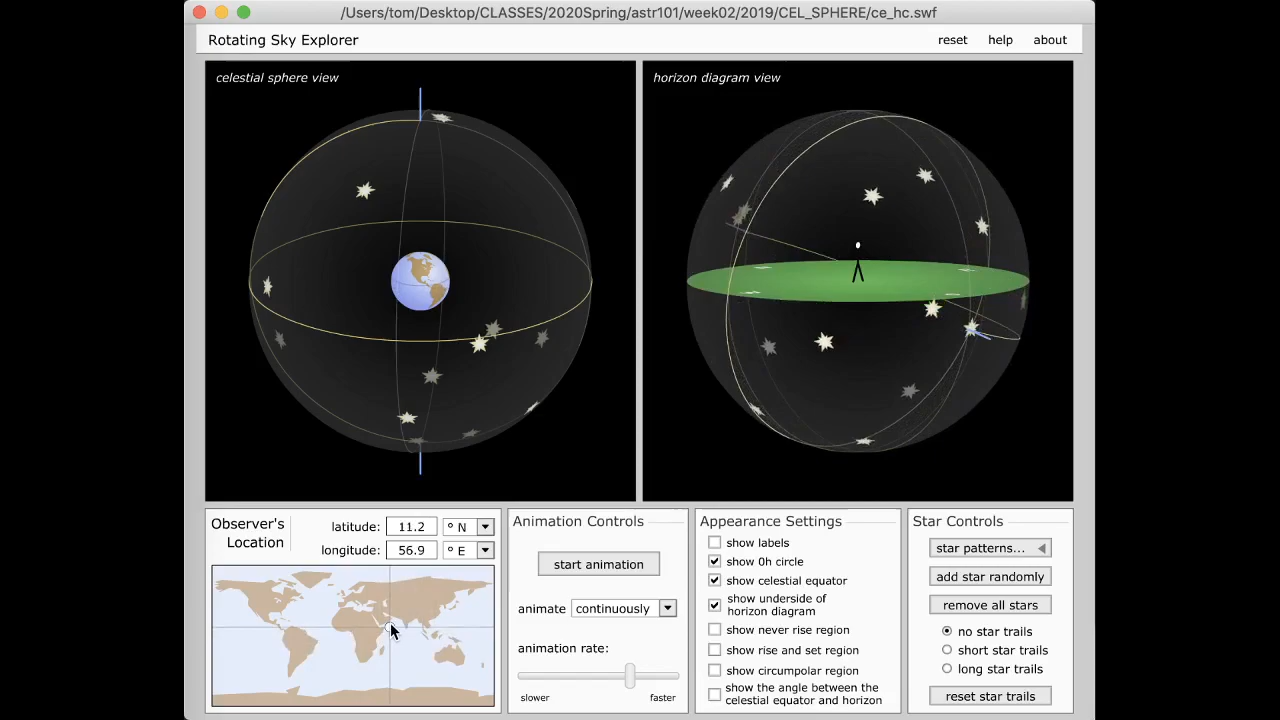 /Users/tom/Desktop/CLASSES/2020Spring/astr101/week02/2019/CEL_SPHERE/ce_hc.swf
Rotating Sky Explorer
reset help about
celestial sphere view
horizon diagram view
Observer's
Location
latitude: 11.2 ° N
longitude: 56.9 ° E
Animation Controls
start animation
animate continuously
animation rate:
slower faster
Appearance Settings
show labels
show 0h circle
show celestial equator
show underside of
horizon diagram
show never rise region
show rise and set region
show circumpolar region
show the angle between the
celestial equator and horizon
Star Controls
star patterns...
add star randomly
remove all stars
no star trails
short star trails
long star trails
reset star trails